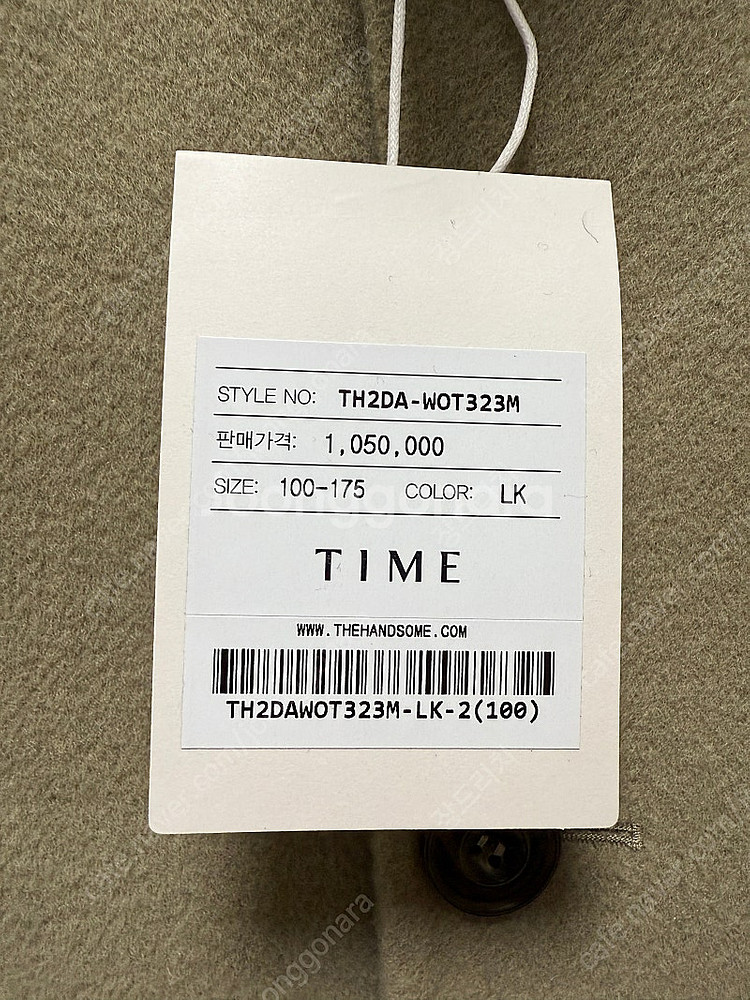 STYLE NO: TH2DA-WOT323M
판매가격: 1,050,000
SIZE: 100-175 COLOR: LK
TIME
WWW.THEHANDSOME.COM
TH2DAWOT323M-LK-2(100)
joonggonara